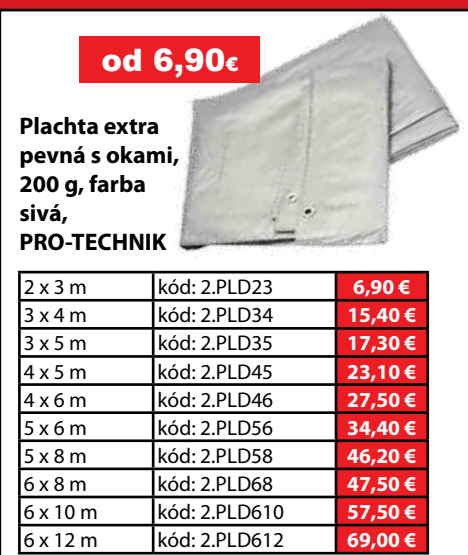 od 6,90€
Plachta extra
pevná s okami,
200 g, farba
sivá,
PRO-TECHNIK
2 x 3 m kód: 2.PLD23 6,90 €
3 x 4 m kód: 2.PLD34 15,40 €
3 x 5 m kód: 2.PLD35 17,30 €
4 x 5 m kód: 2.PLD45 23,10 €
4 x 6 m kód: 2.PLD46 27,50 €
5 x 6 m kód: 2.PLD56 34,40 €
5 x 8 m kód: 2.PLD58 46,20 €
6 x 8 m kód: 2.PLD68 47,50 €
6 x 10 m kód: 2.PLD610 57,50 €
6 x 12 m kód: 2.PLD612 69,00 €